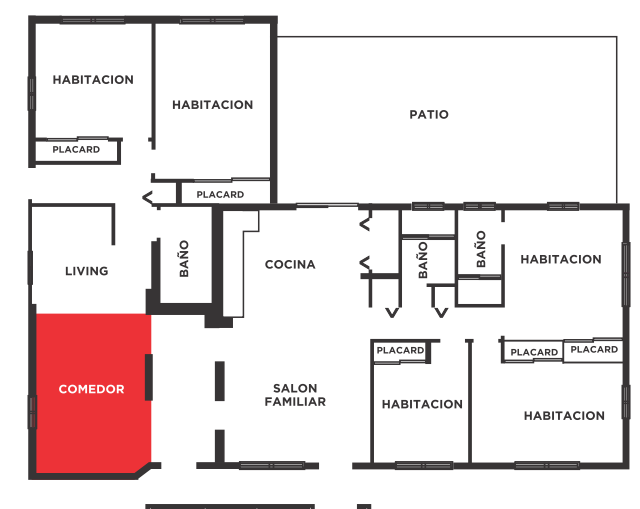 HABITACION
HABITACION
PATIO
PLACARD
PLACARD
LIVING
BAÑO
COCINA
BAÑO
BAÑO
HABITACION
COMEDOR
SALON
FAMILIAR
PLACARD
PLACARD
PLACARD
HABITACION
HABITACION